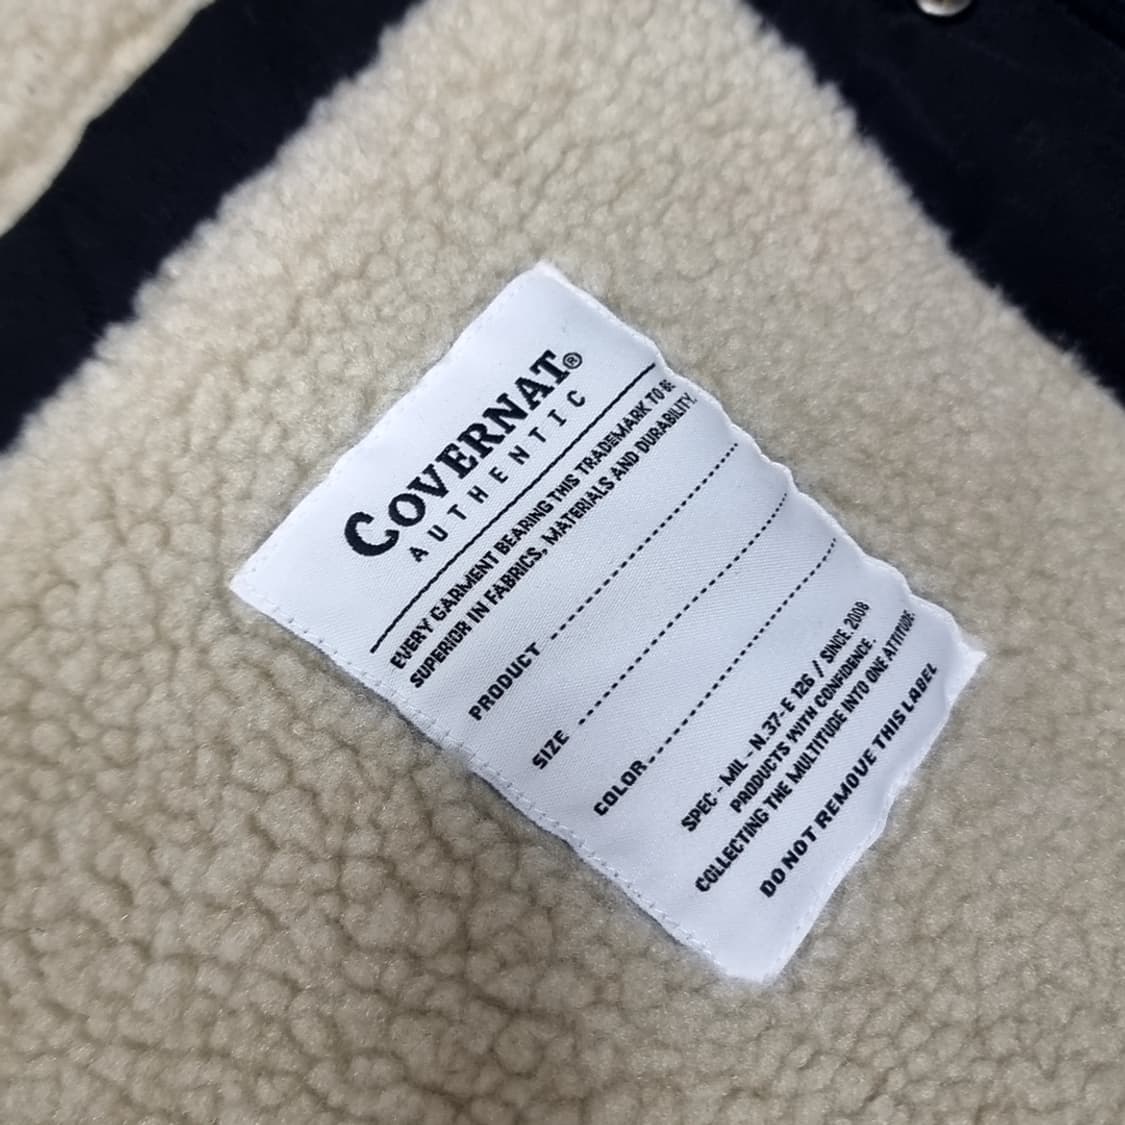 COVERNAT®
AUTHENTIC
EVERY GARMENT BEARING THIS TRADEMARK TO BE
SUPERIOR IN FABRICS, MATERIALS AND DURABILITY.
PRODUCT
SIZE
COLOR
SPEC - MIL - N.37- E 126 / SINCE. 2008
PRODUCTS WITH CONFIDENCE.
COLLECTING THE MULTITUDE INTO ONE ATTITUDE.
DO NOT REMOVE THIS LABEL